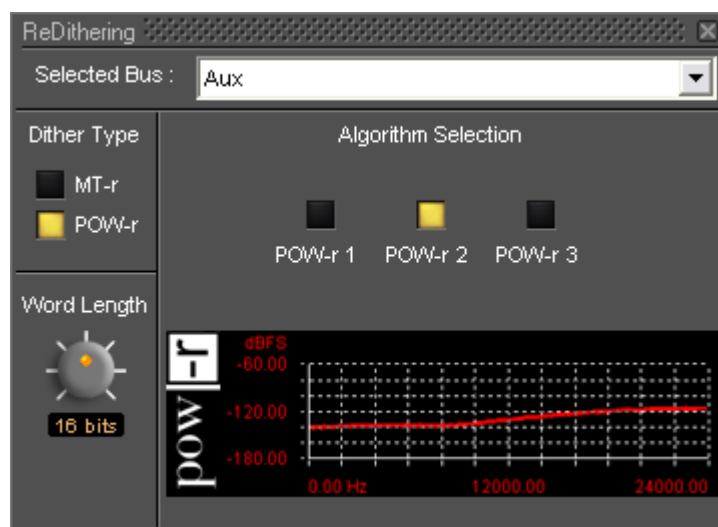 ReDithering
Selected Bus : Aux
Dither Type
MT-r
POW-r
Word Length
16 bits
Algorithm Selection
POW-r 1 POW-r 2 POW-r 3
pow-r
dBFS
-60.00
-120.00
-180.00
0.00 Hz 12000.00 24000.00